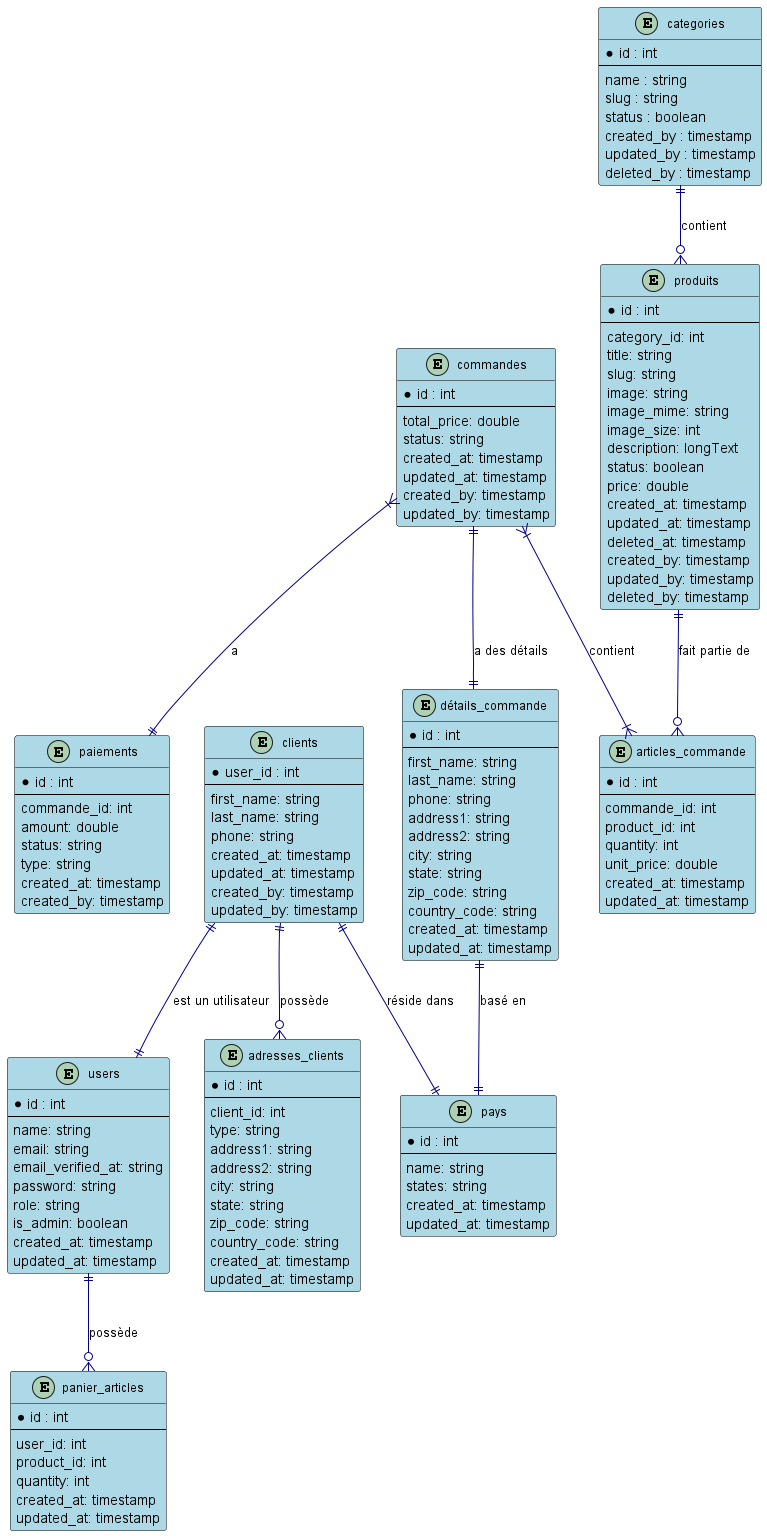 E categories
* id : int
name : string
slug : string
status : boolean
created_by : timestamp
updated_by : timestamp
deleted_by : timestamp
contient
E produits
* id : int
category_id: int
title: string
slug: string
image: string
image_mime: string
image_size: int
description: longText
status: boolean
price: double
created_at: timestamp
updated_at: timestamp
deleted_at: timestamp
created_by: timestamp
updated_by: timestamp
deleted_by: timestamp
E commandes
* id : int
total_price: double
status: string
created_at: timestamp
updated_at: timestamp
created_by: timestamp
updated_by: timestamp
a
a des détails
contient
fait partie de
E paiements
* id : int
commande_id: int
amount: double
status: string
type: string
created_at: timestamp
created_by: timestamp
E clients
* user_id : int
first_name: string
last_name: string
phone: string
created_at: timestamp
updated_at: timestamp
created_by: timestamp
updated_by: timestamp
E détails_commande
* id : int
first_name: string
last_name: string
phone: string
address1: string
address2: string
city: string
state: string
zip_code: string
country_code: string
created_at: timestamp
updated_at: timestamp
E articles_commande
* id : int
commande_id: int
product_id: int
quantity: int
unit_price: double
created_at: timestamp
updated_at: timestamp
est un utilisateur
possède
réside dans
basé en
E users
* id : int
name: string
email: string
email_verified_at: string
password: string
role: string
is_admin: boolean
created_at: timestamp
updated_at: timestamp
E adresses_clients
* id : int
client_id: int
type: string
address1: string
address2: string
city: string
state: string
zip_code: string
country_code: string
created_at: timestamp
updated_at: timestamp
E pays
* id : int
name: string
states: string
created_at: timestamp
updated_at: timestamp
possède
E panier_articles
* id : int
user_id: int
product_id: int
quantity: int
created_at: timestamp
updated_at: timestamp